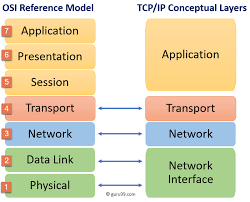 OSI Reference Model
TCP/IP Conceptual Layers
7 Application
6 Presentation
5 Session
Application
4 Transport
Transport
3 Network
Network
2 Data Link
1 Physical
Network
Interface
© guru99.com